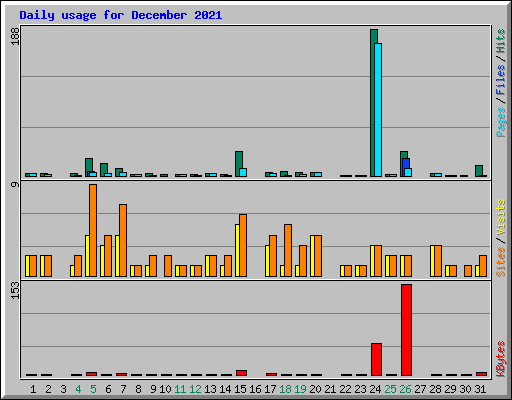 Daily usage for December 2021
188
9
153
Pages / Files / Hits
Sites / Visits
KBytes
1 2 3 4 5 6 7 8 9 10 11 12 13 14 15 16 17 18 19 20 21 22 23 24 25 26 27 28 29 30 31